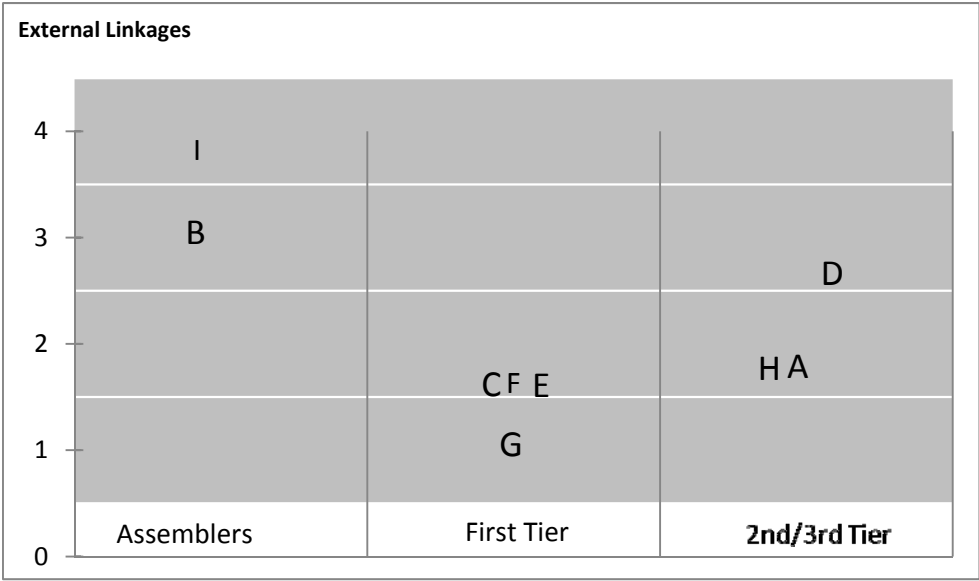 External Linkages
4
I
3
B
D
2
H A
C F E
1
G
Assemblers First Tier 2nd/3rd Tier
0